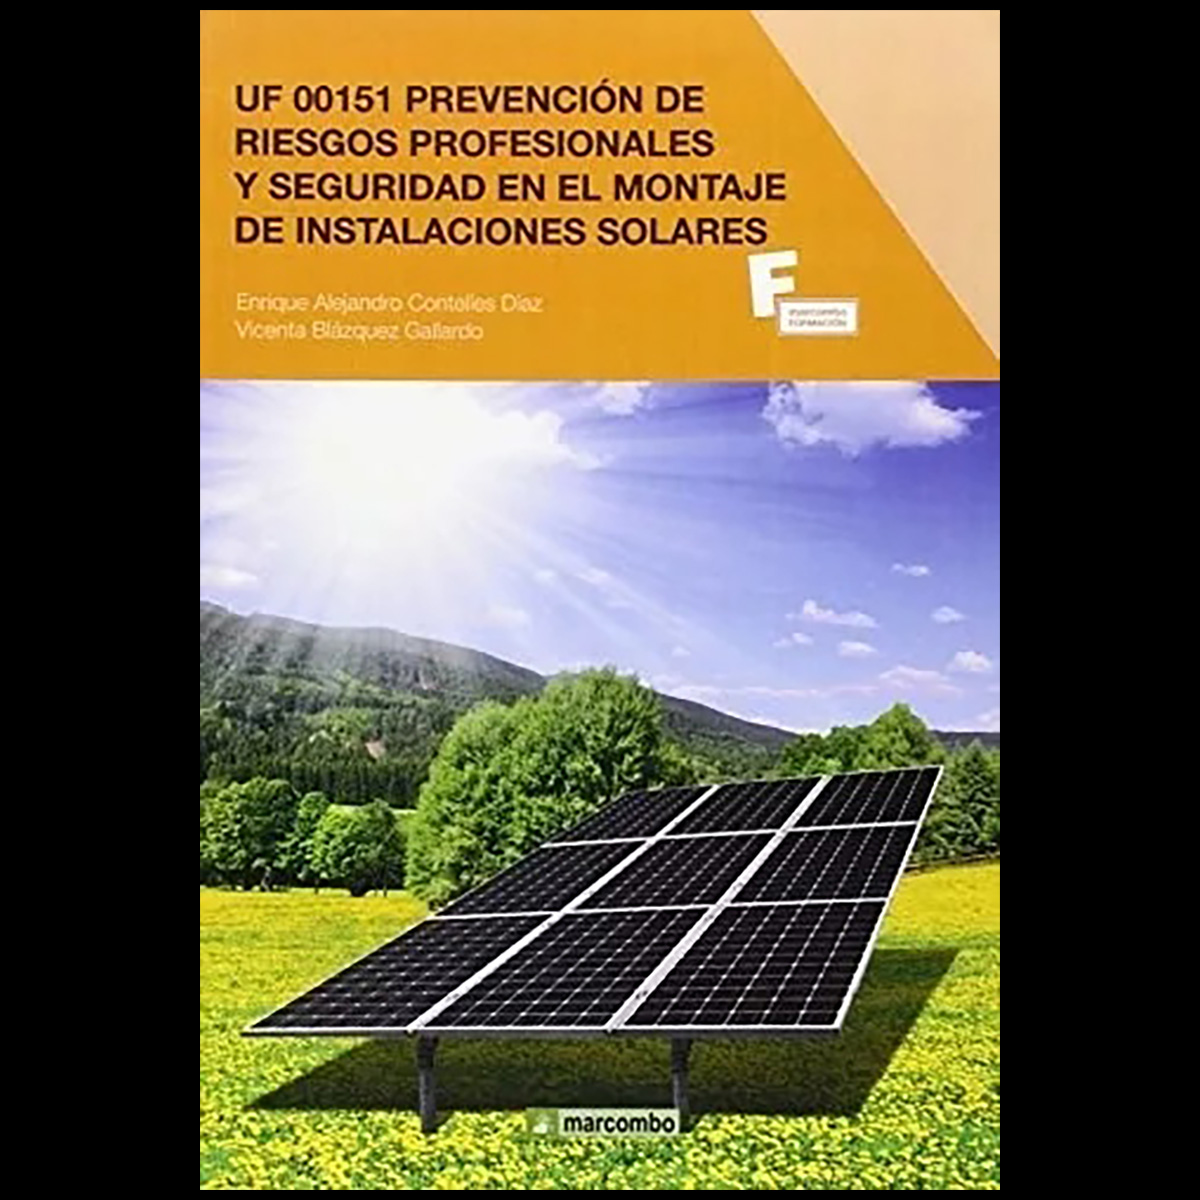 UF 00151 PREVENCIÓN DE
RIESGOS PROFESIONALES
Y SEGURIDAD EN EL MONTAJE
DE INSTALACIONES SOLARES
Enrique Alejandro Contelles Díaz
Vicenta Blázquez Gallardo
F
marcombo
FORMACIÓN
marcombo